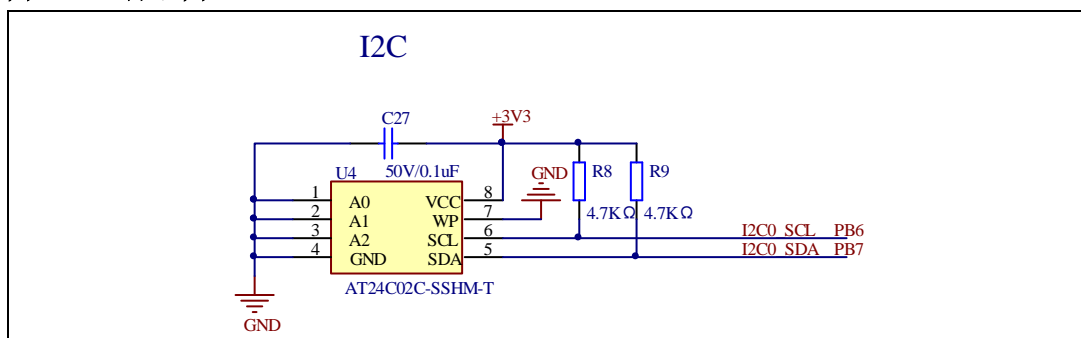 I2C
C27
+3V3
U4
50V/0.1uF
GND
R8
R9
1
A0
VCC
8
2
A1
WP
7
4.7KΩ
4.7KΩ
3
A2
SCL
6
I2C0_SCL
PB6
4
GND
SDA
5
I2C0_SDA
PB7
AT24C02C-SSHM-T
GND